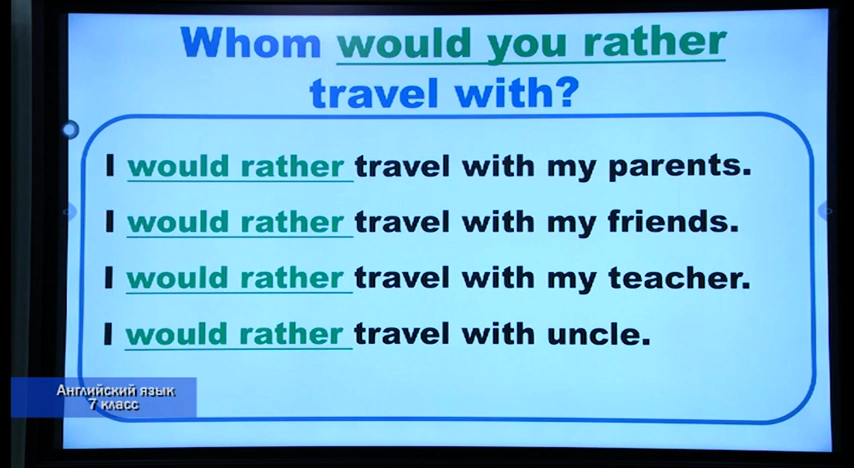 Whom would you rather
travel with?
I would rather travel with my parents.
I would rather travel with my friends.
I would rather travel with my teacher.
I would rather travel with uncle.
Английский язык
7 класс